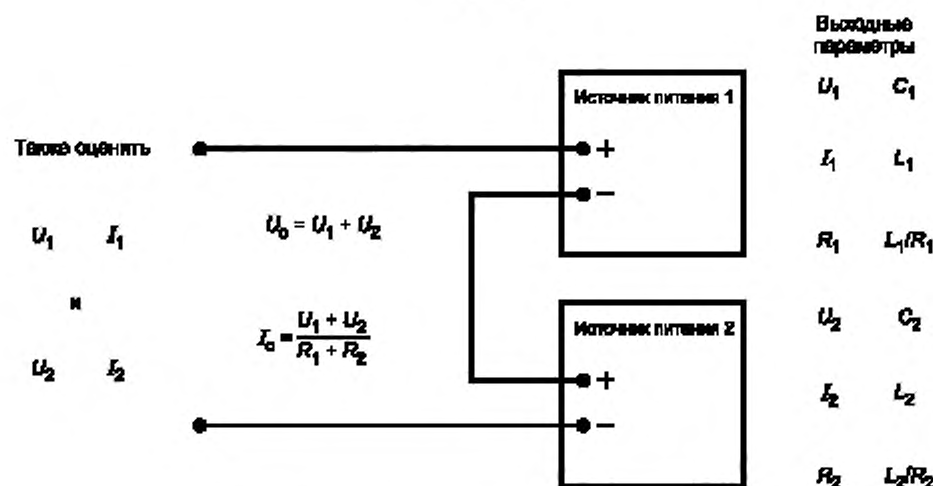 Выходные
параметры
Источник питания 1
U₁ C₁
Также оценить
+
I₁ L₁
−
U₁ I₁
U₀ = U₁ + U₂
R₁ L₁/R₁
и
Источник питания 2
U₂ C₂
I₀ = (U₁ + U₂)/(R₁ + R₂)
U₂ I₂
+
I₂ L₂
−
R₂ L₂/R₂